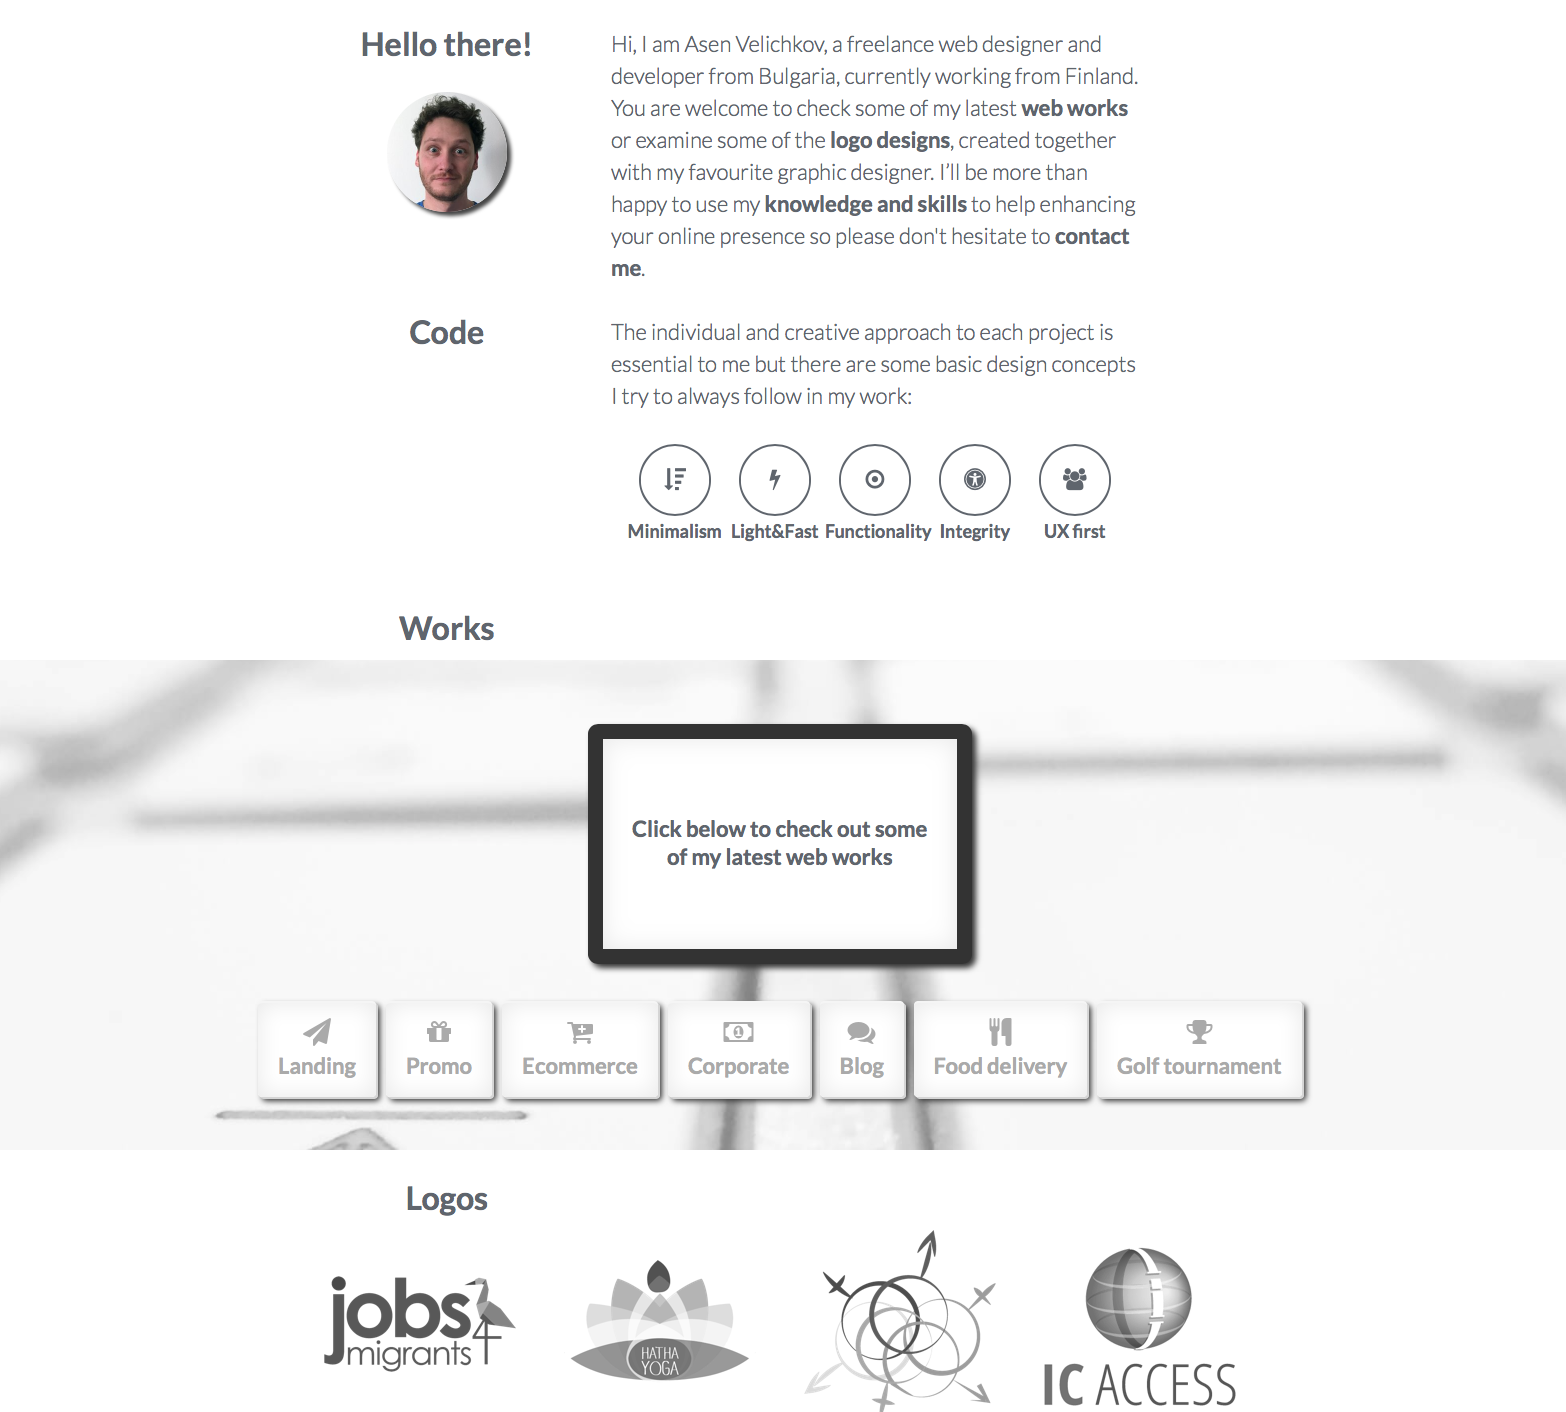 Hello there!
Hi, I am Asen Velichkov, a freelance web designer and
developer from Bulgaria, currently working from Finland.
You are welcome to check some of my latest web works
or examine some of the logo designs, created together
with my favourite graphic designer. I’ll be more than
happy to use my knowledge and skills to help enhancing
your online presence so please don't hesitate to contact
me.
Code
The individual and creative approach to each project is
essential to me but there are some basic design concepts
I try to always follow in my work:
Minimalism Light&Fast Functionality Integrity UX first
Works
Click below to check out some
of my latest web works
Landing Promo Ecommerce Corporate Blog Food delivery Golf tournament
Logos
jobs4
migrants
HATHA
YOGA
IC ACCESS